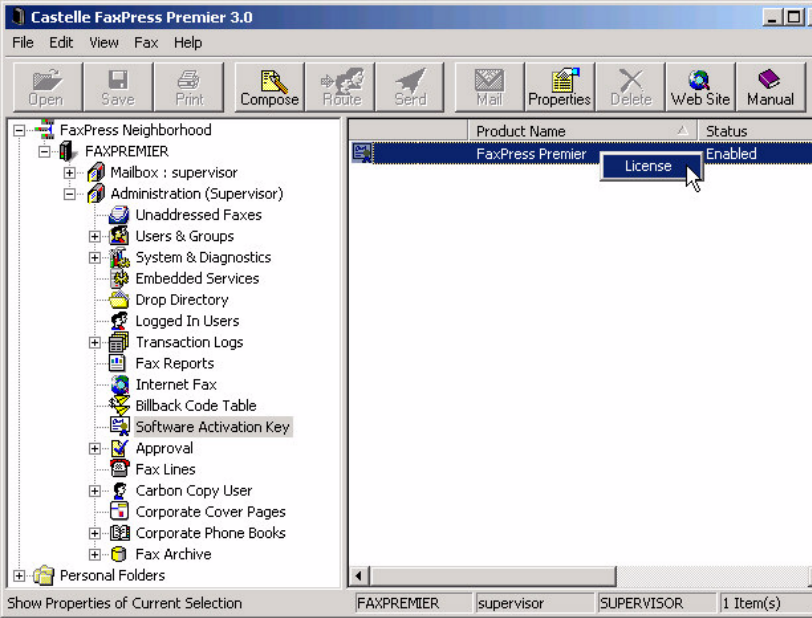 Castelle FaxPress Premier 3.0
File Edit View Fax Help
Open Save Print Compose Route Send Mail Properties Delete Web Site Manual
FaxPress Neighborhood
FAXPREMIER
Mailbox : supervisor
Administration (Supervisor)
Unaddressed Faxes
Users & Groups
System & Diagnostics
Embedded Services
Drop Directory
Logged In Users
Transaction Logs
Fax Reports
Internet Fax
Billback Code Table
Software Activation Key
Approval
Fax Lines
Carbon Copy User
Corporate Cover Pages
Corporate Phone Books
Fax Archive
Personal Folders
Product Name Status
FaxPress Premier Enabled
License
Show Properties of Current Selection FAXPREMIER supervisor SUPERVISOR 1 Item(s)